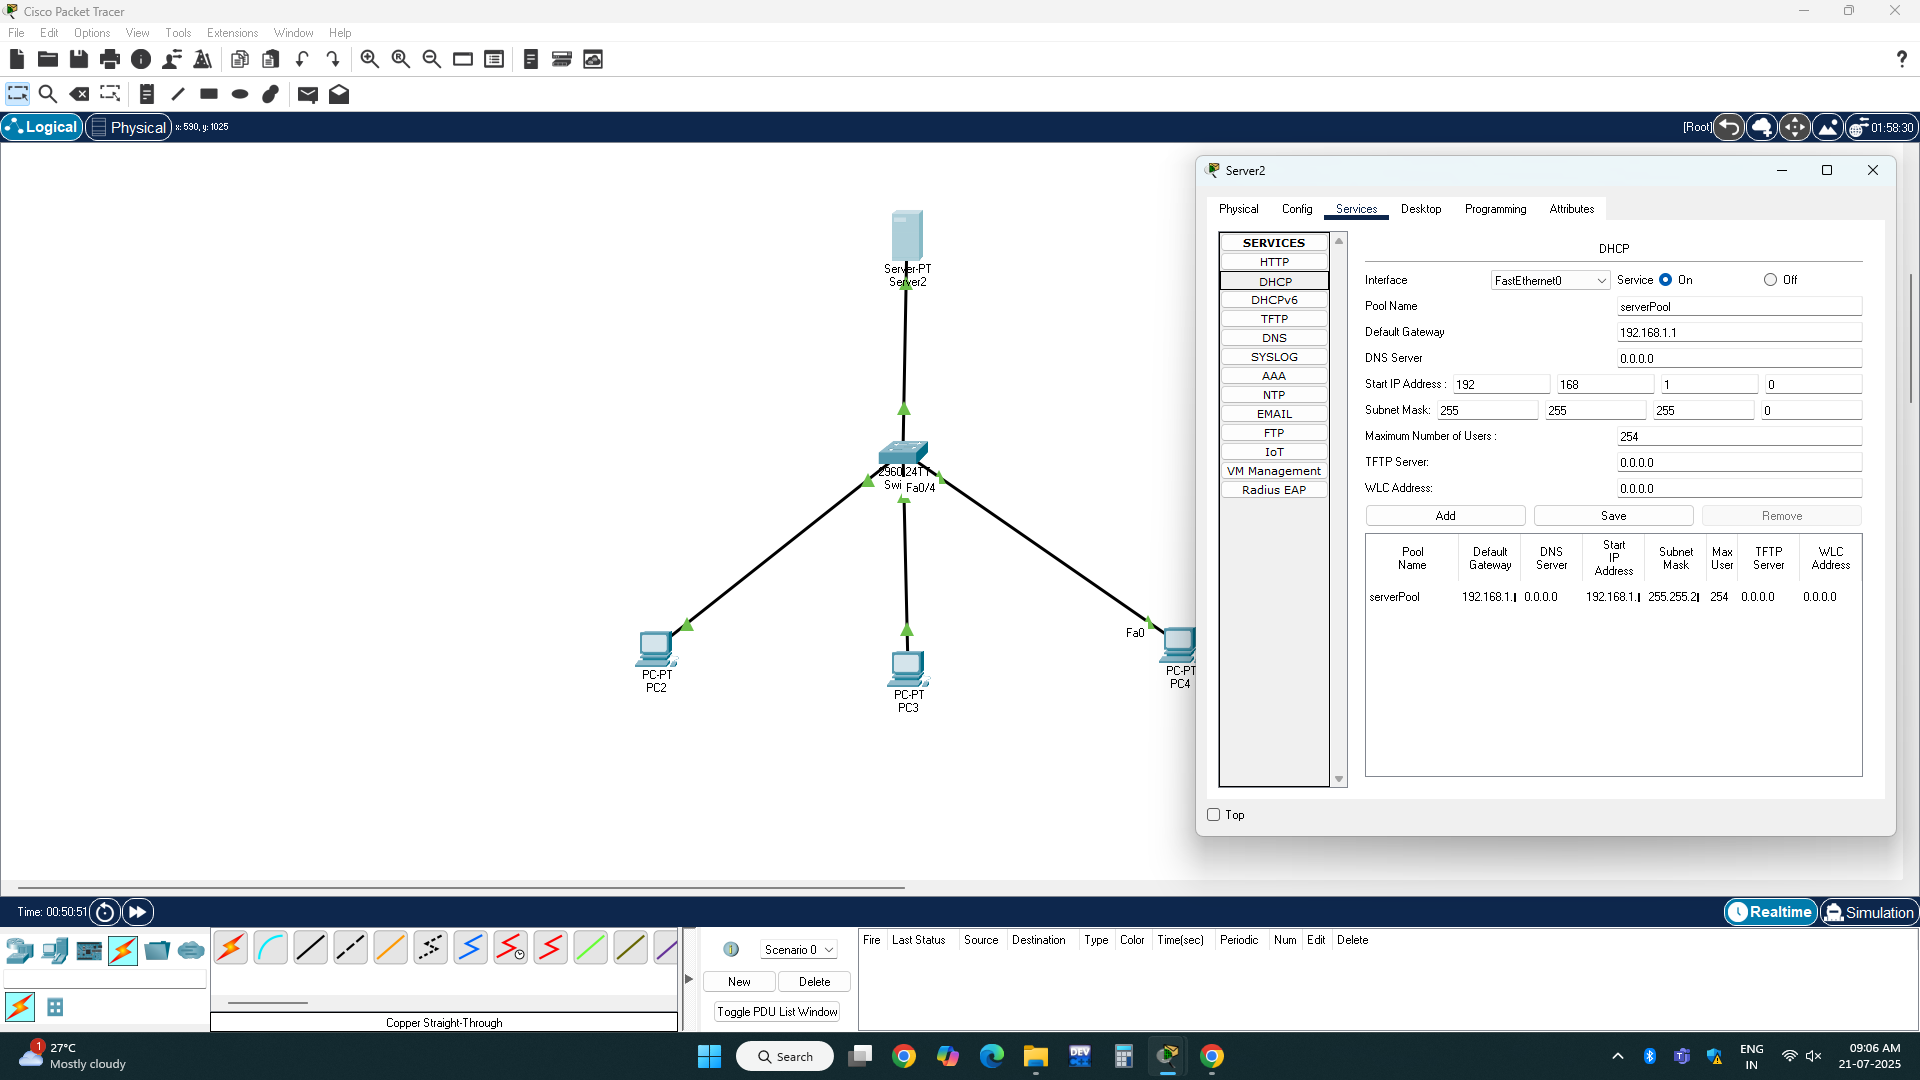 Cisco Packet Tracer
File Edit Options View Tools Extensions Window Help
?
Logical Physical x: 590, y: 1025 [Root] 01:58:30
Server2
Physical Config Services Desktop Programming Attributes
SERVICES
HTTP
DHCP
DHCPv6
TFTP
DNS
SYSLOG
AAA
NTP
EMAIL
FTP
IoT
VM Management
Radius EAP
DHCP
Interface FastEthernet0 Service On Off
Pool Name serverPool
Default Gateway 192.168.1.1
DNS Server 0.0.0.0
Start IP Address : 192 168 1 0
Subnet Mask: 255 255 255 0
Maximum Number of Users : 254
TFTP Server: 0.0.0.0
WLC Address: 0.0.0.0
Add Save Remove
Pool Name Default Gateway DNS Server Start IP Address Subnet Mask Max User TFTP Server WLC Address
serverPool 192.168.1. 0.0.0.0 192.168.1. 255.255.2 254 0.0.0.0 0.0.0.0
Top
Server-PT
Server2
2960-24TT
Swi Fa0/4
PC-PT
PC2
PC-PT
PC3
Fa0
PC-PT
PC4
Time: 00:50:51 Realtime Simulation
Scenario 0
New Delete
Toggle PDU List Window
Copper Straight-Through
Fire Last Status Source Destination Type Color Time(sec) Periodic Num Edit Delete
1
27°C
Mostly cloudy
Search
DEV
ENG
IN
09:06 AM
21-07-2025